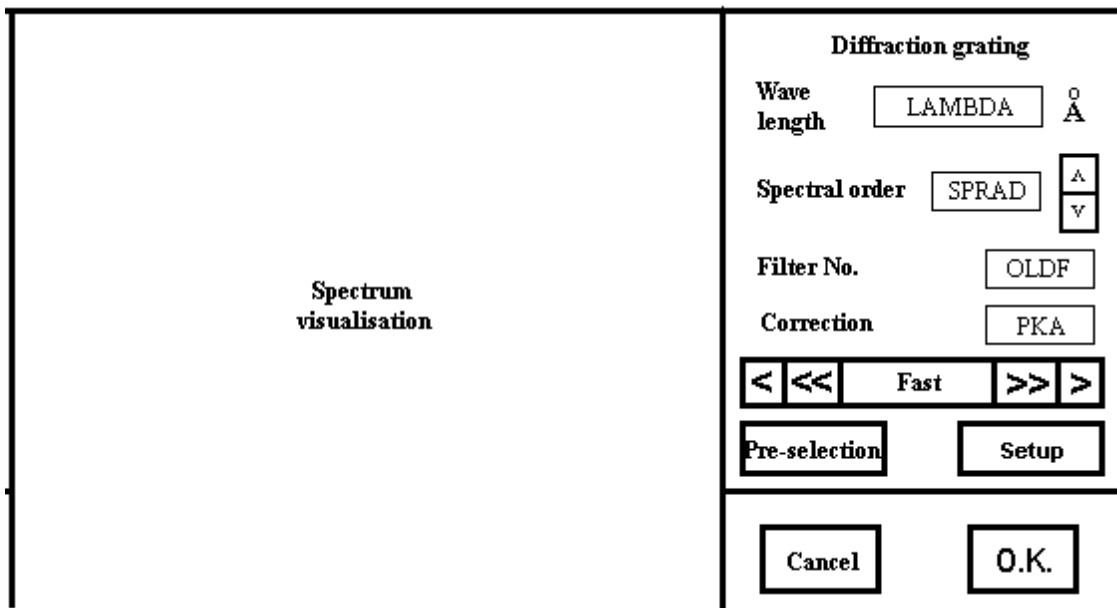 Diffraction grating
Wave
length
LAMBDA
Å
Spectral order
SPRAD
^
v
Filter No.
OLDF
Spectrum
visualisation
Correction
PKA
< << Fast >> >
Pre-selection
Setup
Cancel
O.K.